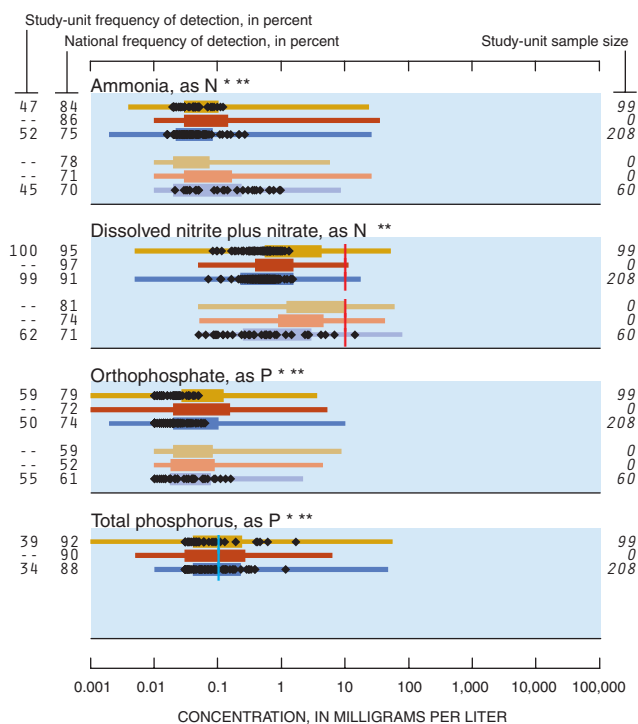 Study-unit frequency of detection, in percent
National frequency of detection, in percent
Study-unit sample size
Ammonia, as N * **
47 84 99
-- 86 0
52 75 208
-- 78 0
-- 71 0
45 70 60
Dissolved nitrite plus nitrate, as N **
100 95 99
-- 97 0
99 91 208
-- 81 0
-- 74 0
62 71 60
Orthophosphate, as P * **
59 79 99
-- 72 0
50 74 208
-- 59 0
-- 52 0
55 61 60
Total phosphorus, as P * **
39 92 99
-- 90 0
34 88 208
0.001 0.01 0.1 1 10 100 1,000 10,000 100,000
CONCENTRATION, IN MILLIGRAMS PER LITER